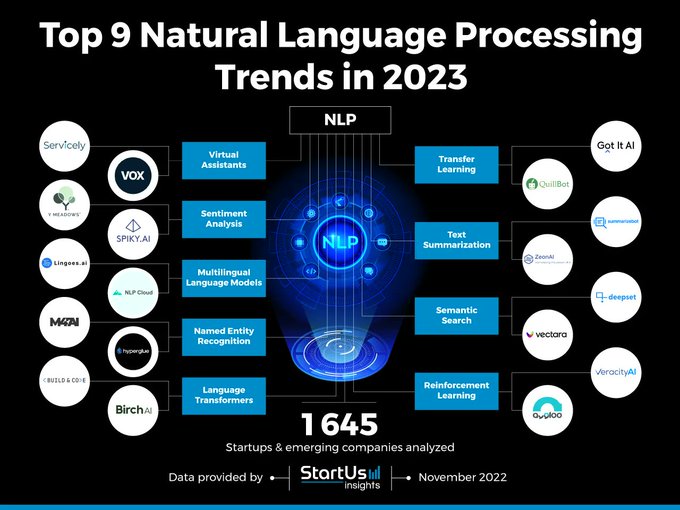 Top 9 Natural Language Processing
Trends in 2023
NLP
Servicely
VOX
Virtual
Assistants
Y MEADOWS
SPIKY.AI
Sentiment
Analysis
Lingoes.ai
NLP Cloud
Multilingual
Language Models
M47AI
hyperglue
Named Entity
Recognition
<BUILD & CODE
Birch AI
Language
Transformers
NLP
Transfer
Learning
Got It AI
QuillBot
Text
Summarization
summarizebot
ZeonAI
Semantic
Search
deepset
vectara
Reinforcement
Learning
VeracityAI
ayoloo
1 645
Startups & emerging companies analyzed
Data provided by
StartUs
insights
November 2022